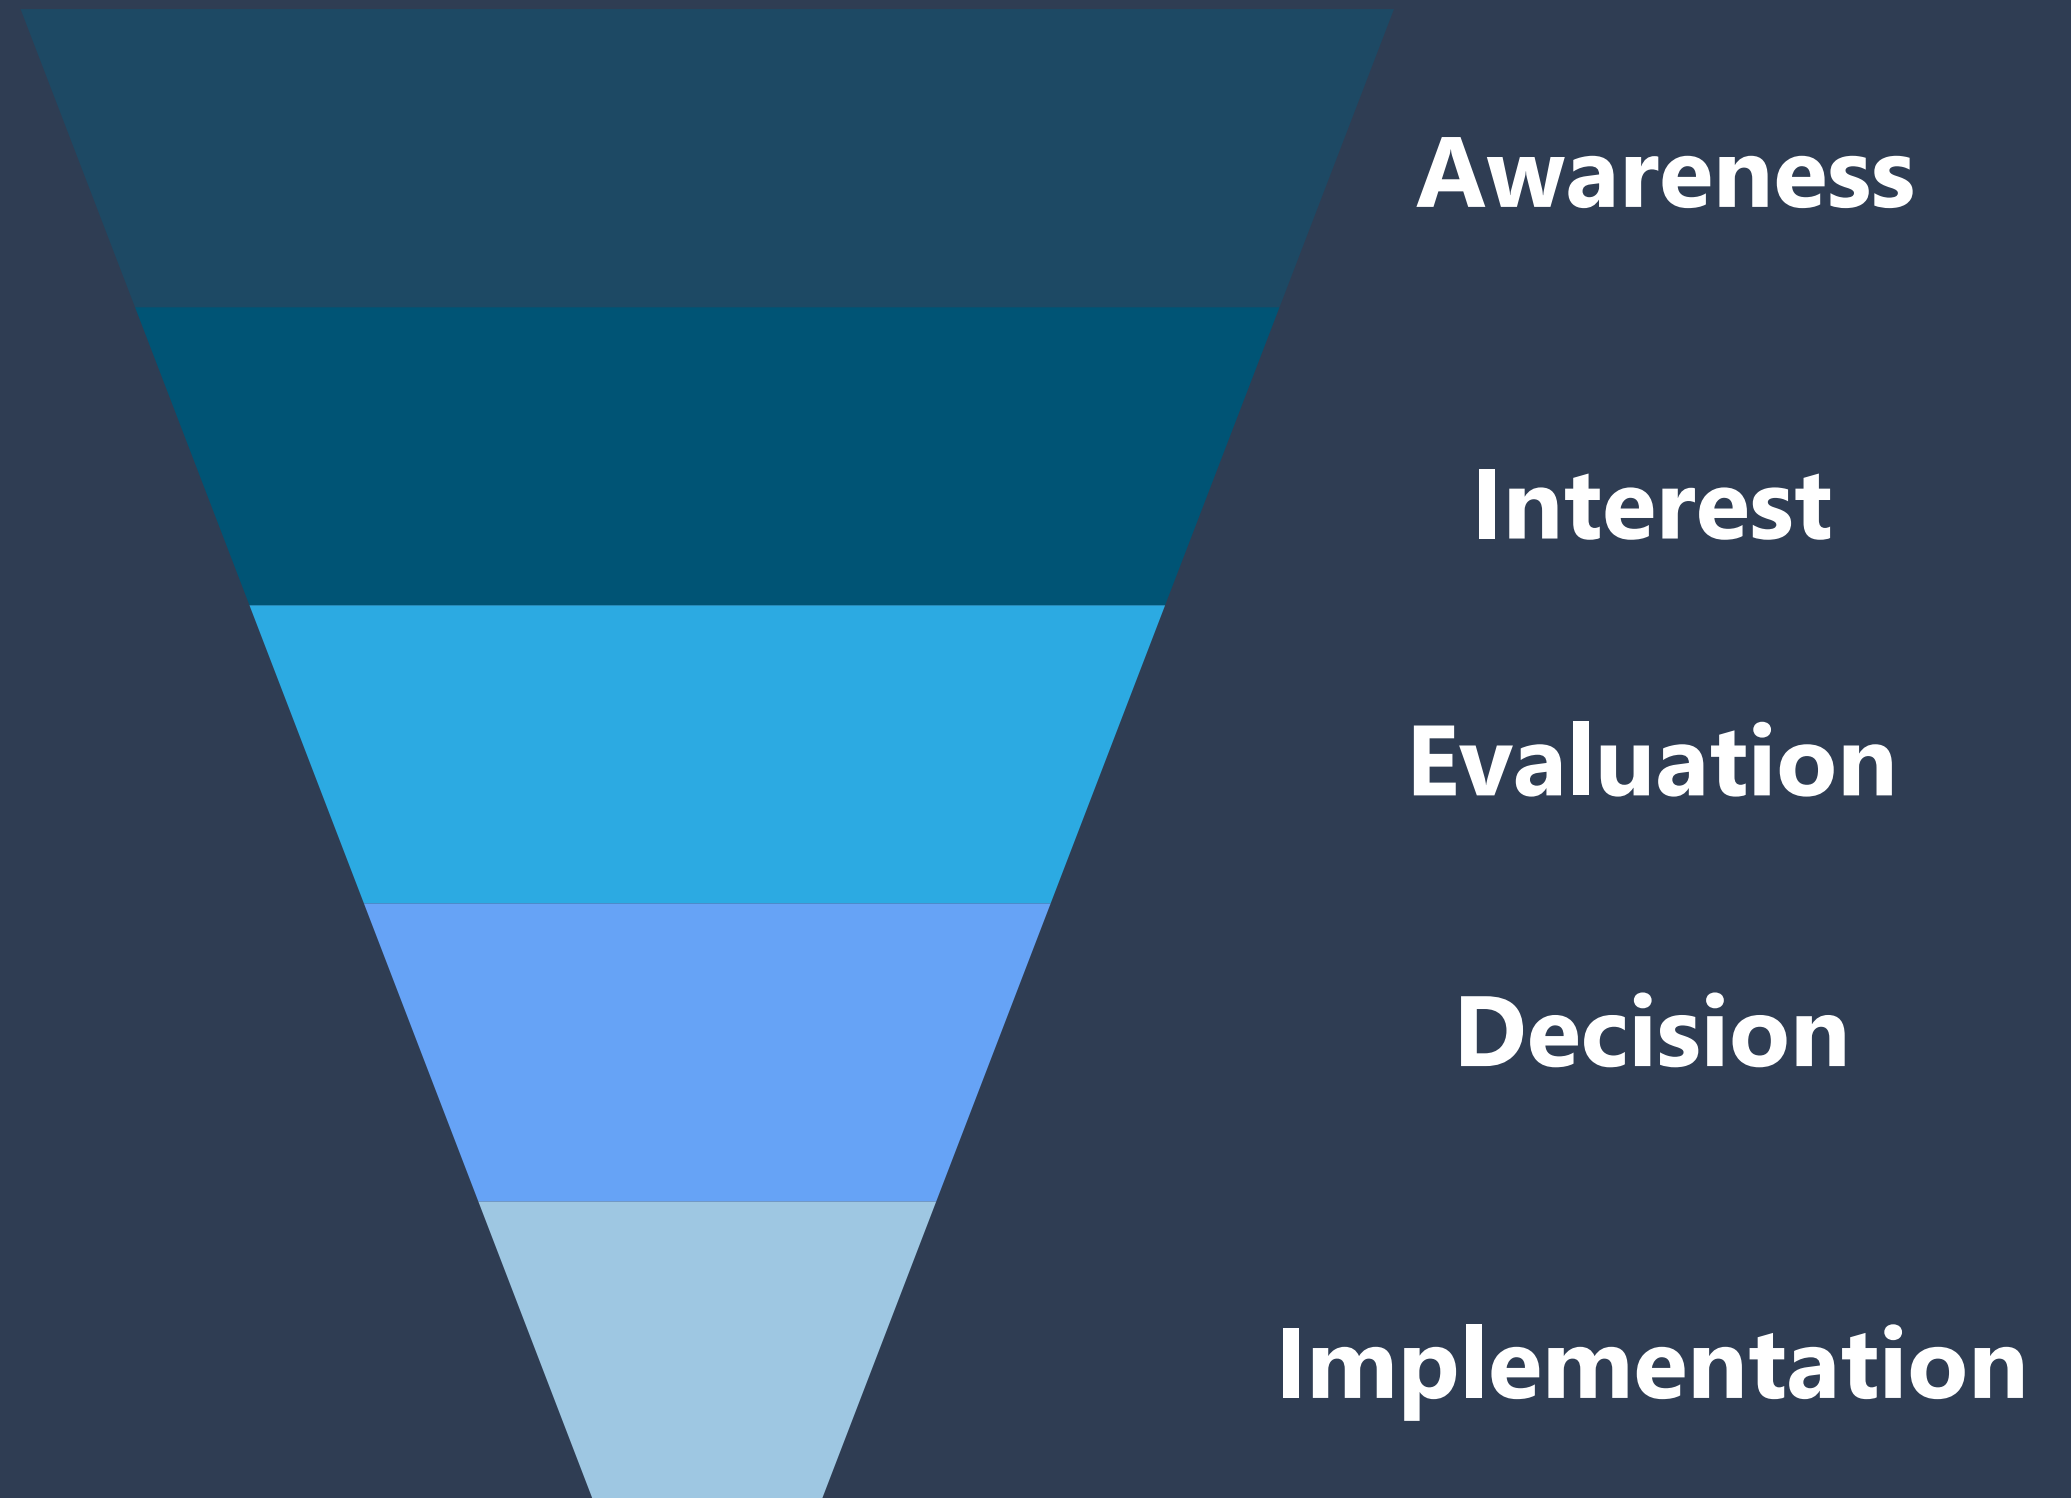 Awareness
Interest
Evaluation
Decision
Implementation